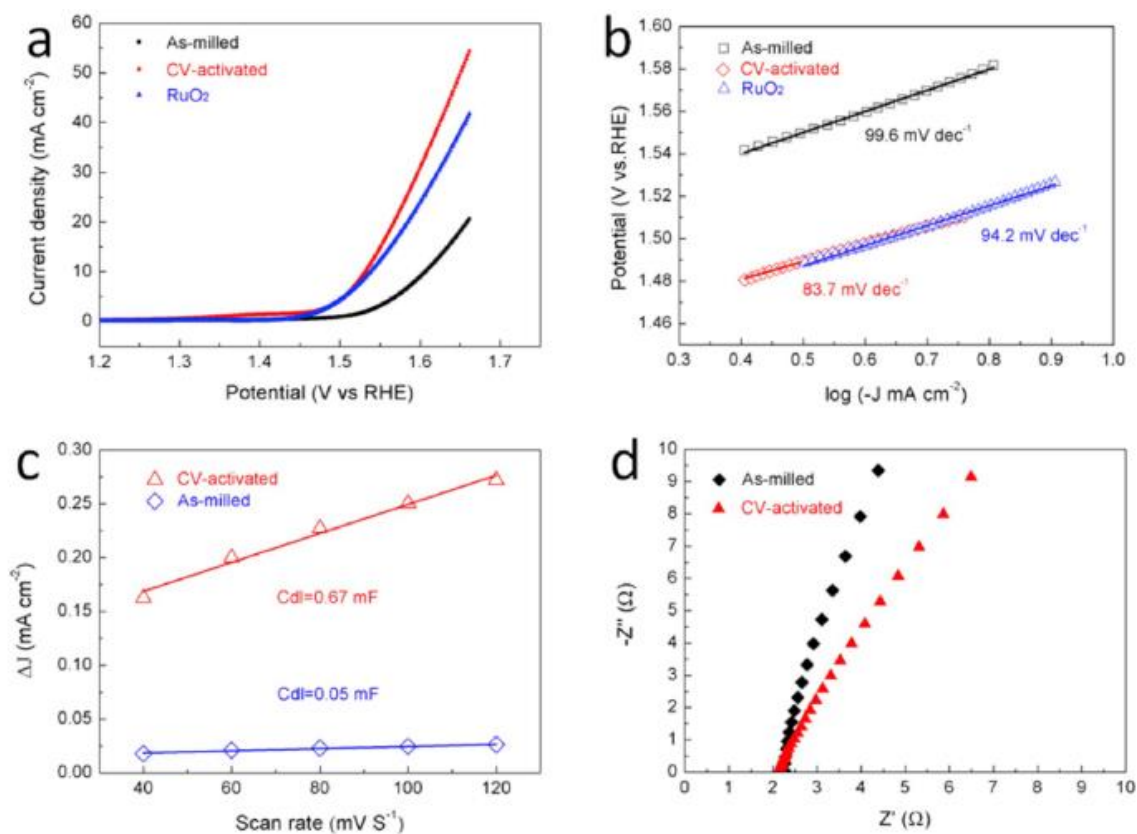 a
As-milled
CV-activated
RuO₂
60
50
40
30
20
10
0
1.2 1.3 1.4 1.5 1.6 1.7
Current density (mA cm⁻²)
Potential (V vs RHE)
b
As-milled
CV-activated
RuO₂
99.6 mV dec⁻¹
94.2 mV dec⁻¹
83.7 mV dec⁻¹
1.60
1.58
1.56
1.54
1.52
1.50
1.48
1.46
0.3 0.4 0.5 0.6 0.7 0.8 0.9 1.0
Potential (V vs.RHE)
log (-J mA cm⁻²)
c
CV-activated
As-milled
Cdl=0.67 mF
Cdl=0.05 mF
0.30
0.25
0.20
0.15
0.10
0.05
0.00
40 60 80 100 120
ΔJ (mA cm⁻²)
Scan rate (mV S⁻¹)
d
As-milled
CV-activated
10
9
8
7
6
5
4
3
2
1
0
0 1 2 3 4 5 6 7 8 9 10
-Z'' (Ω)
Z' (Ω)